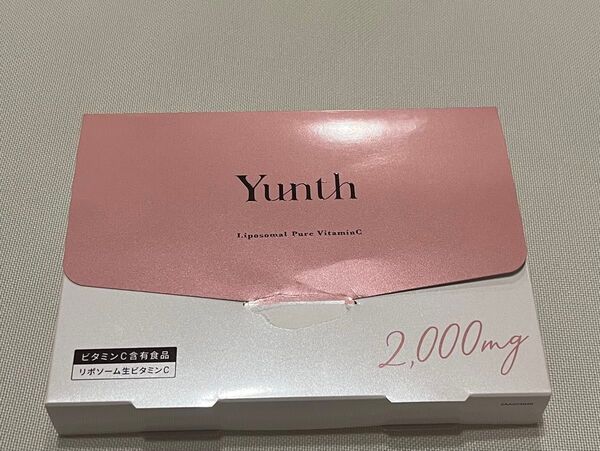 Yunth
Liposomal Pure VitaminC
2,000mg
ビタミンC含有食品
リポソーム生ビタミンC